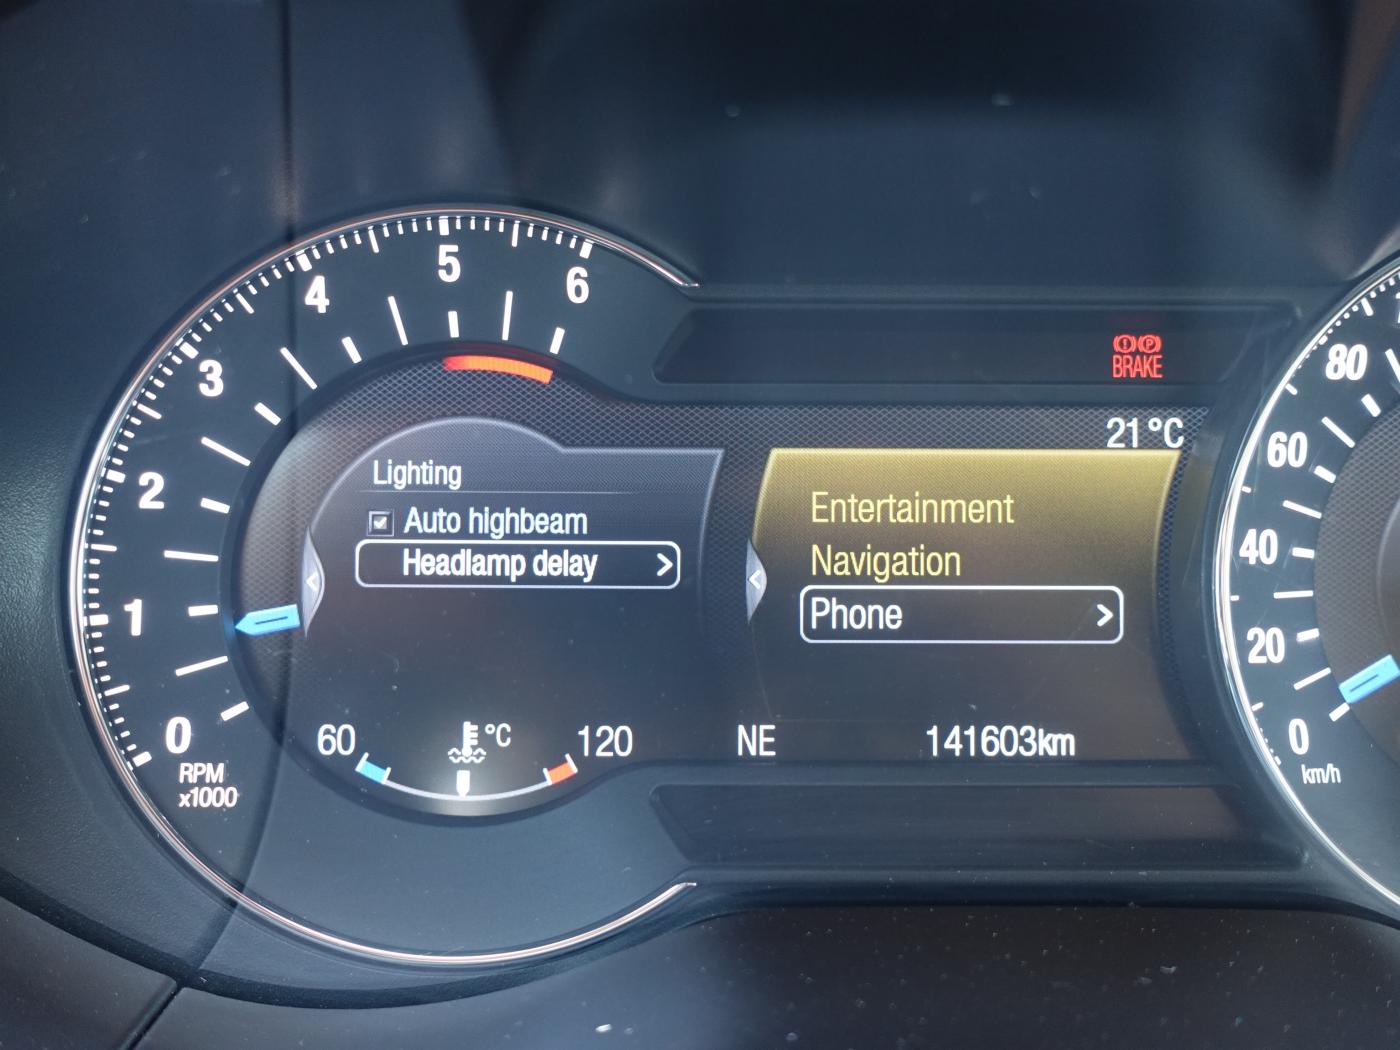 0
1
2
3
4
5
6
RPM
x1000
BRAKE
P
21°C
Lighting
Auto highbeam
Headlamp delay
Entertainment
Navigation
Phone
60
°C
120
NE
141603km
80
60
40
20
0
km/h